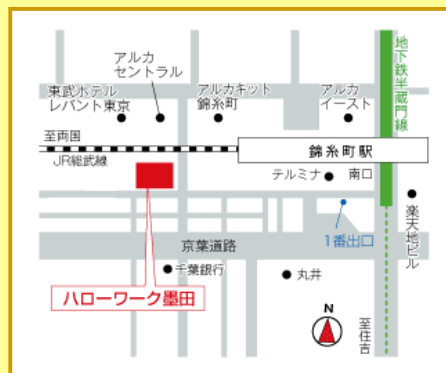 アルカ
セントラル
東武ホテル
レバント東京
アルカキット
錦糸町
アルカ
イースト
地下鉄半蔵門線
至両国
JR総武線
錦糸町駅
テルミナ
南口
1番出口
楽天地ビル
京葉道路
千葉銀行
丸井
ハローワーク墨田
N
至住吉